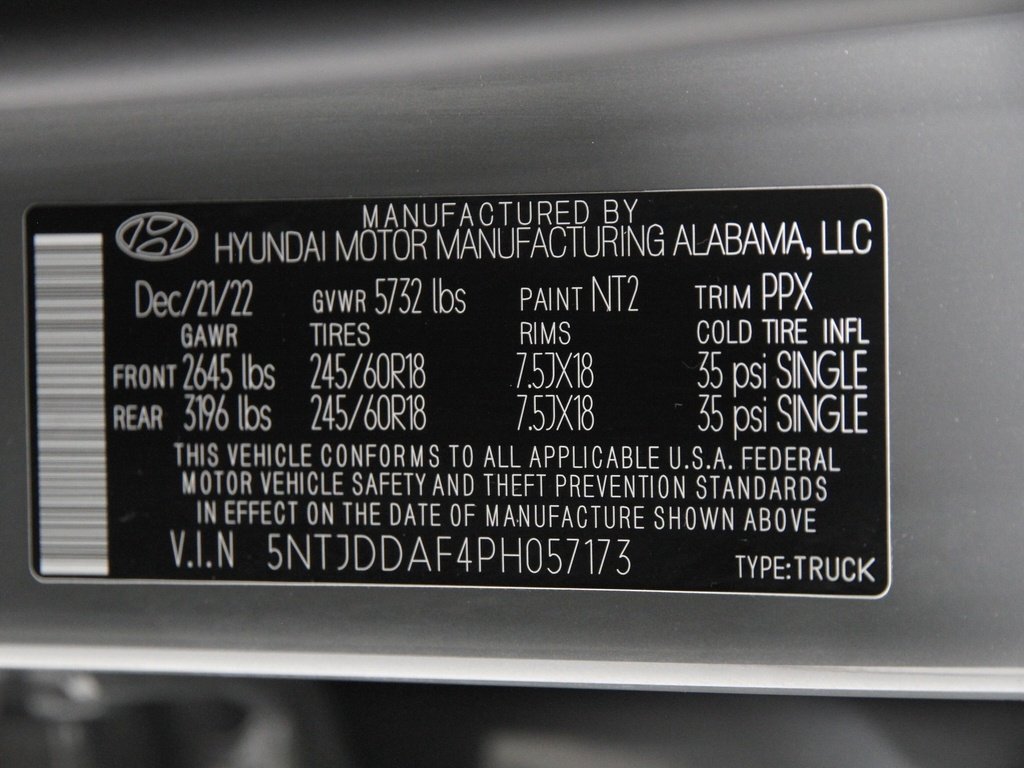 MANUFACTURED BY
HYUNDAI MOTOR MANUFACTURING ALABAMA, LLC
Dec/21/22 GVWR 5732 lbs PAINT NT2 TRIM PPX
GAWR TIRES RIMS COLD TIRE INFL
FRONT 2645 lbs 245/60R18 7.5JX18 35 psi SINGLE
REAR 3196 lbs 245/60R18 7.5JX18 35 psi SINGLE
THIS VEHICLE CONFORMS TO ALL APPLICABLE U.S.A. FEDERAL
MOTOR VEHICLE SAFETY AND THEFT PREVENTION STANDARDS
IN EFFECT ON THE DATE OF MANUFACTURE SHOWN ABOVE
V.I.N 5NTJDDAF4PH057173 TYPE:TRUCK